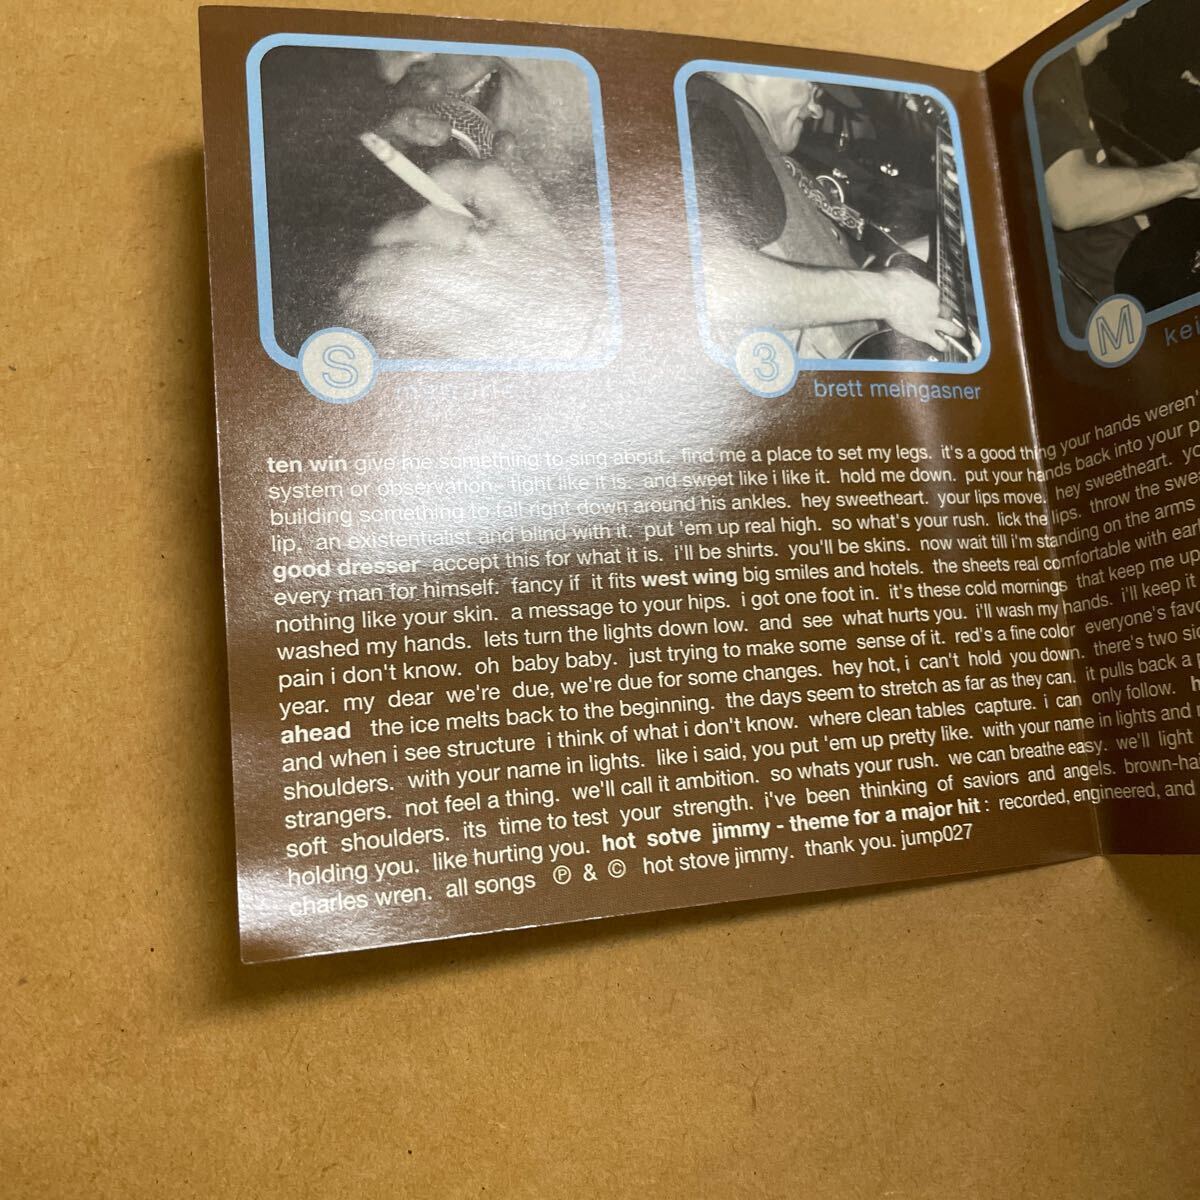 S
3
brett meingasner
M
kei
ten win give me something to sing about. find me a place to set my legs. it's a good thing your hands weren'
system or observation- tight like it is. and sweet like i like it. hold me down. put your hands back into your p
building something to fall right down around his ankles. hey sweetheart. your lips move. hey sweetheart. yo
lip. an existentialist and blind with it. put 'em up real high. so what's your rush. lick the lips. throw the swe
good dresser accept this for what it is. i'll be shirts. you'll be skins. now wait till i'm standing on the arms
every man for himself. fancy if it fits west wing big smiles and hotels. the sheets real comfortable with ear
nothing like your skin. a message to your hips. i got one foot in. it's these cold mornings that keep me up
washed my hands. lets turn the lights down low. and see what hurts you. i'll wash my hands. i'll keep it
pain i don't know. oh baby baby. just trying to make some sense of it. red's a fine color everyone's fav
year. my dear we're due, we're due for some changes. hey hot, i can't hold you down. there's two si
ahead the ice melts back to the beginning. the days seem to stretch as far as they can. it pulls back a
and when i see structure i think of what i don't know. where clean tables capture. i can only follow. h
shoulders. with your name in lights. like i said, you put 'em up pretty like. with your name in lights and
strangers. not feel a thing. we'll call it ambition. so whats your rush. we can breathe easy. we'll light
soft shoulders. its time to test your strength. i've been thinking of saviors and angels. brown-hai
holding you. like hurting you. hot sotve jimmy - theme for a major hit : recorded, engineered, and
charles wren. all songs ℗ & © hot stove jimmy. thank you. jump027